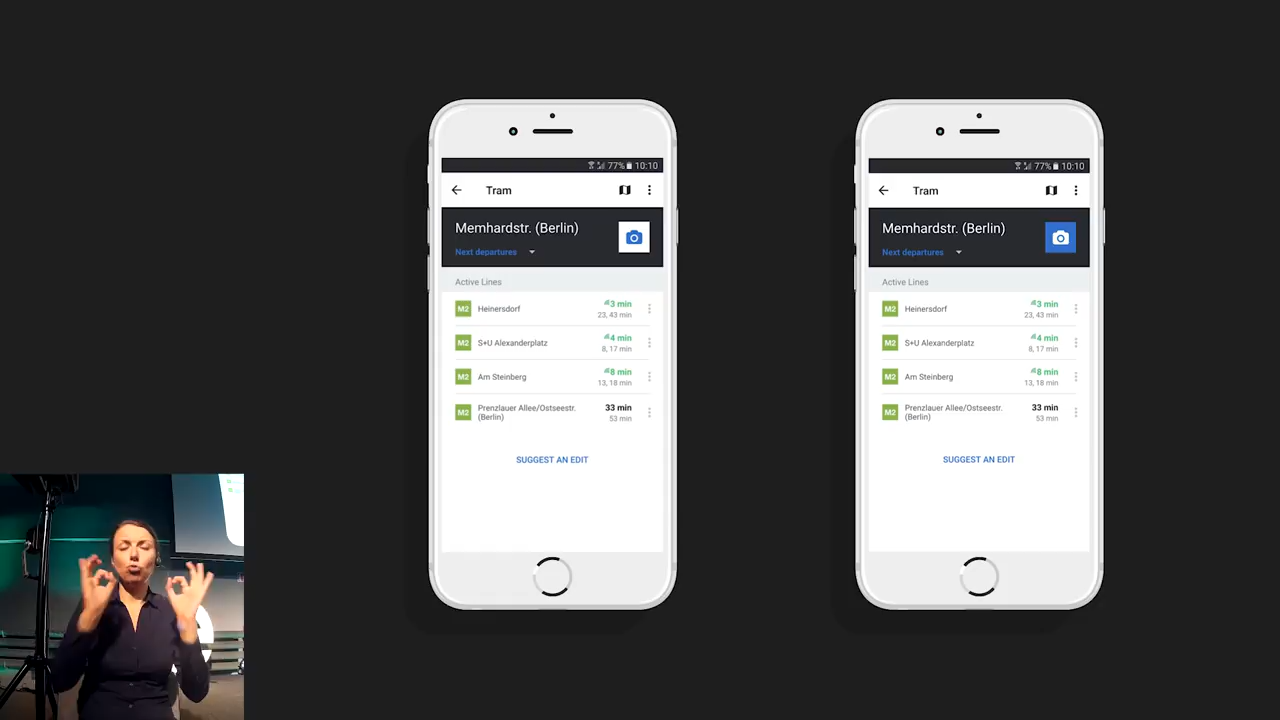 77% 10:10
Tram
Memhardstr. (Berlin)
Next departures
Active Lines
M2 Heinersdorf 3 min
23, 43 min
M2 S+U Alexanderplatz 4 min
8, 17 min
M2 Am Steinberg 8 min
13, 18 min
M2 Prenzlauer Allee/Ostseestr. 33 min
(Berlin) 53 min
SUGGEST AN EDIT
77% 10:10
Tram
Memhardstr. (Berlin)
Next departures
Active Lines
M2 Heinersdorf 3 min
23, 43 min
M2 S+U Alexanderplatz 4 min
8, 17 min
M2 Am Steinberg 8 min
13, 18 min
M2 Prenzlauer Allee/Ostseestr. 33 min
(Berlin) 53 min
SUGGEST AN EDIT